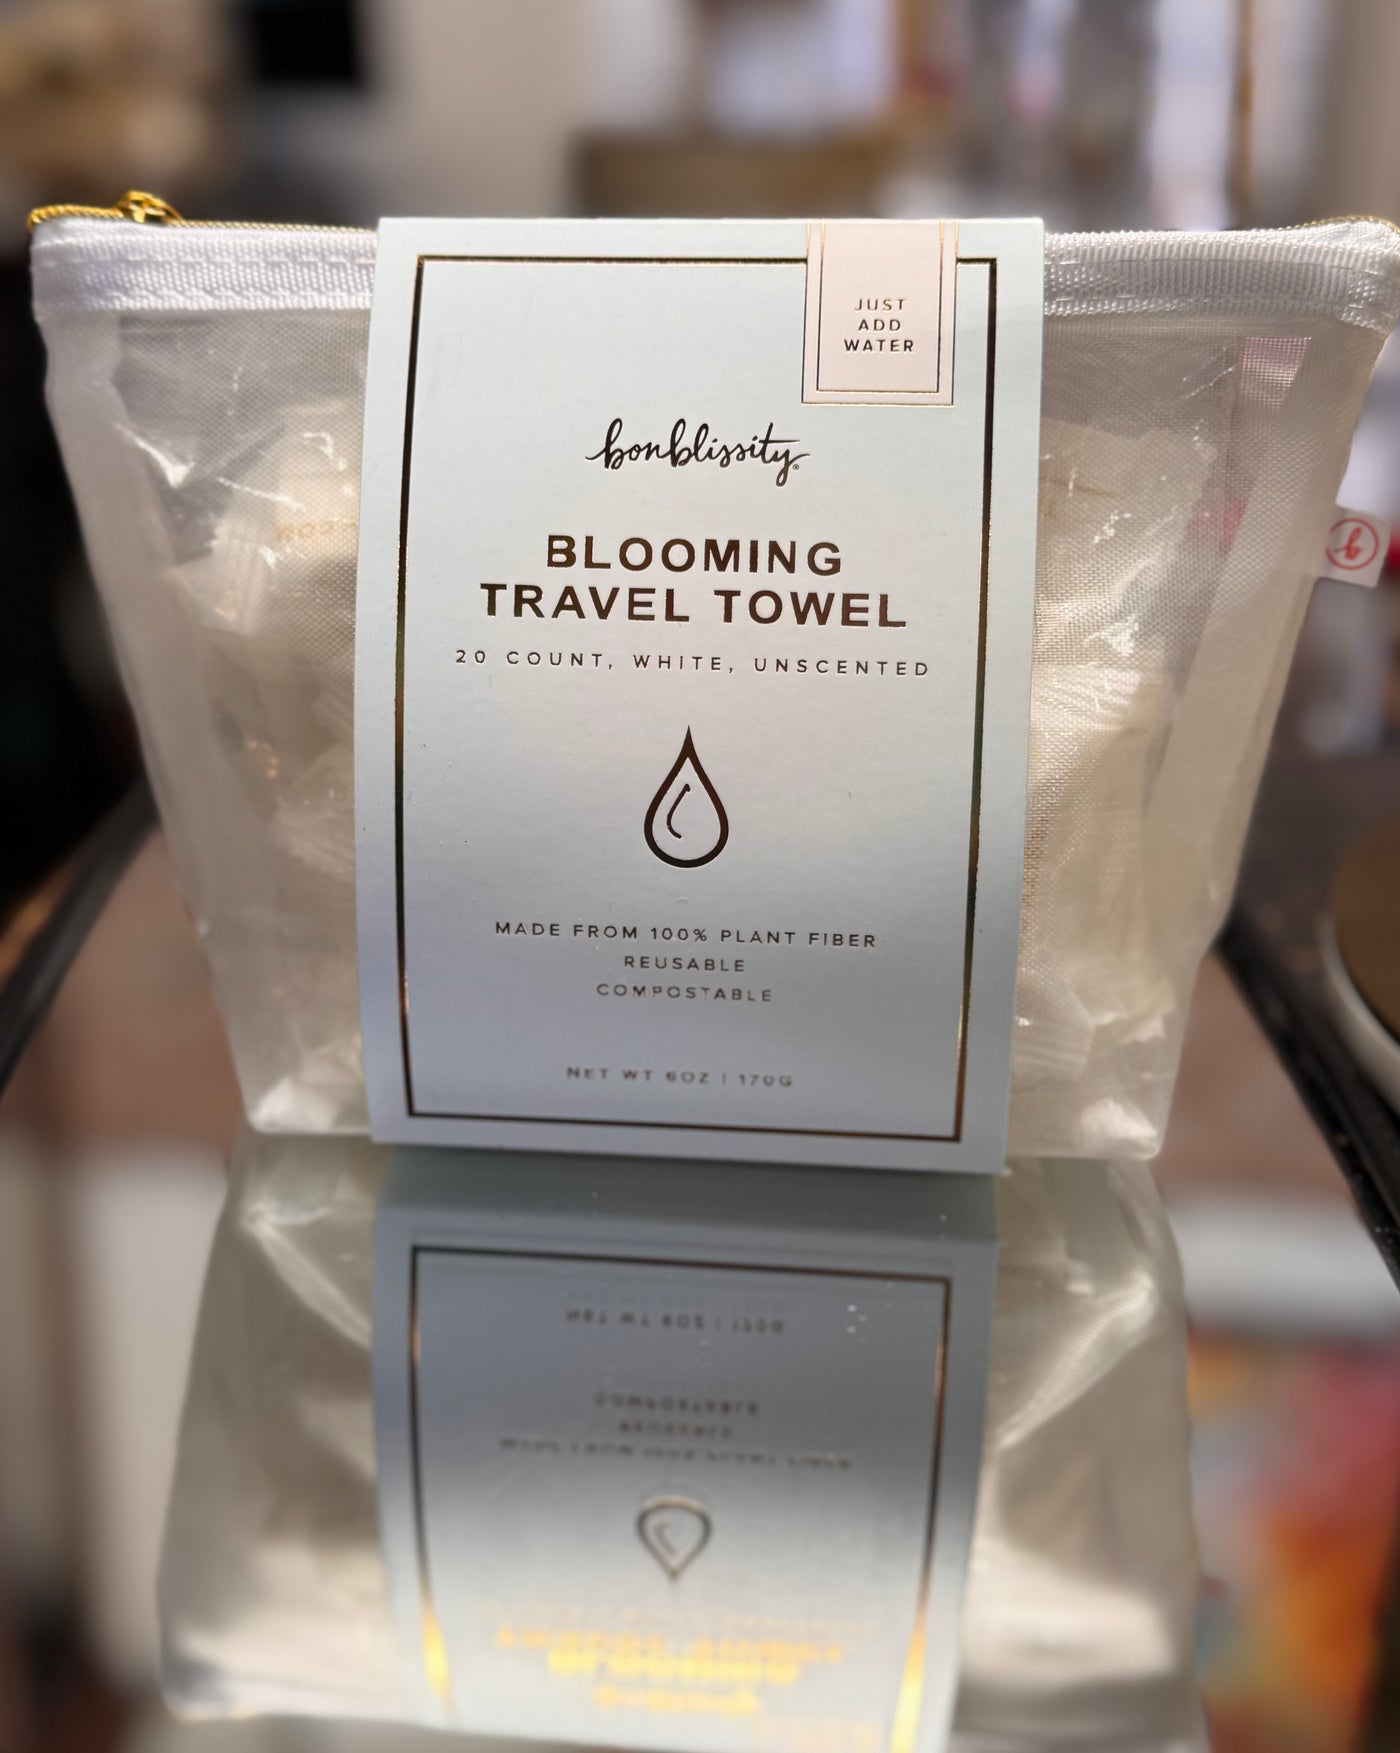 JUST
ADD
WATER
bonblissity®
BLOOMING
TRAVEL TOWEL
20 COUNT, WHITE, UNSCENTED
MADE FROM 100% PLANT FIBER
REUSABLE
COMPOSTABLE
NET WT 6OZ | 170G
b